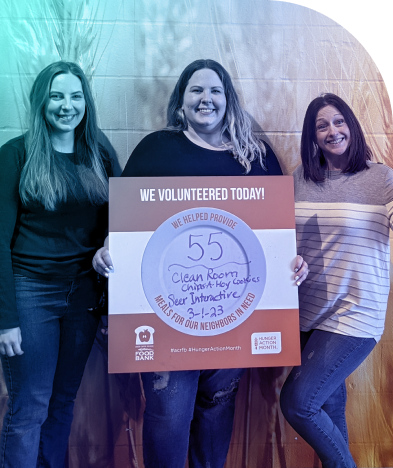 WE VOLUNTEERED TODAY!
WE HELPED PROVIDE
55
Clean Room
Chips-A-Hoy Cookies
Seer Interactive
3-1-23
MEALS FOR OUR NEIGHBORS IN NEED
FOOD
BANK
HUNGER
ACTION
MONTH
#acfb #HungerActionMonth